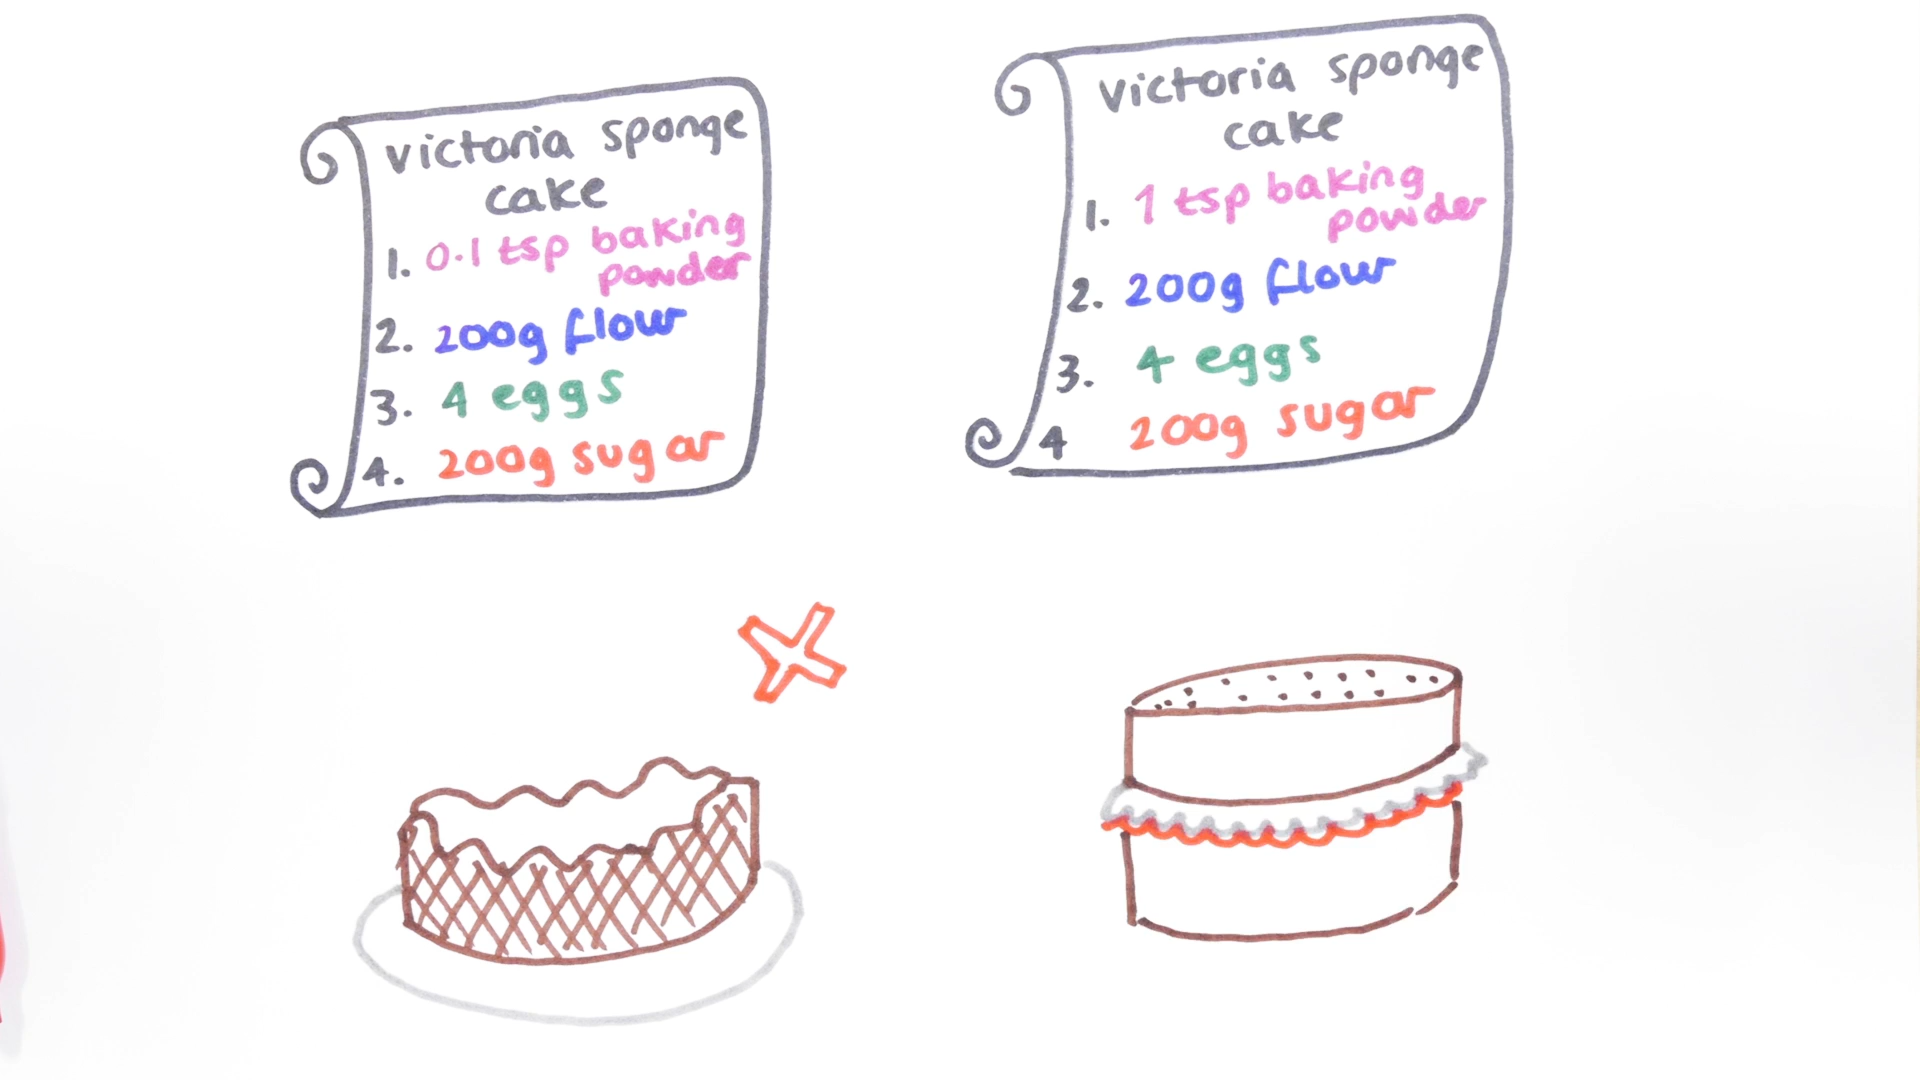 victoria sponge
cake
1. 0.1 tsp baking
powder
2. 200g flour
3. 4 eggs
4. 200g sugar
victoria sponge
cake
1. 1 tsp baking
powder
2. 200g flour
3. 4 eggs
4 200g sugar